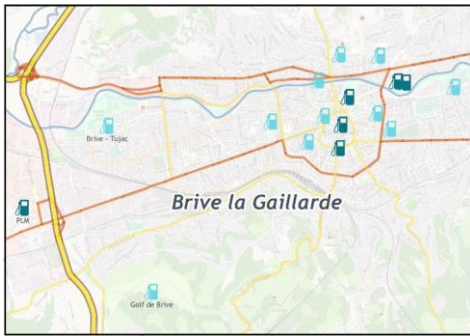 Brive - Tujac
Brive la Gaillarde
PLM
Golf de Brive